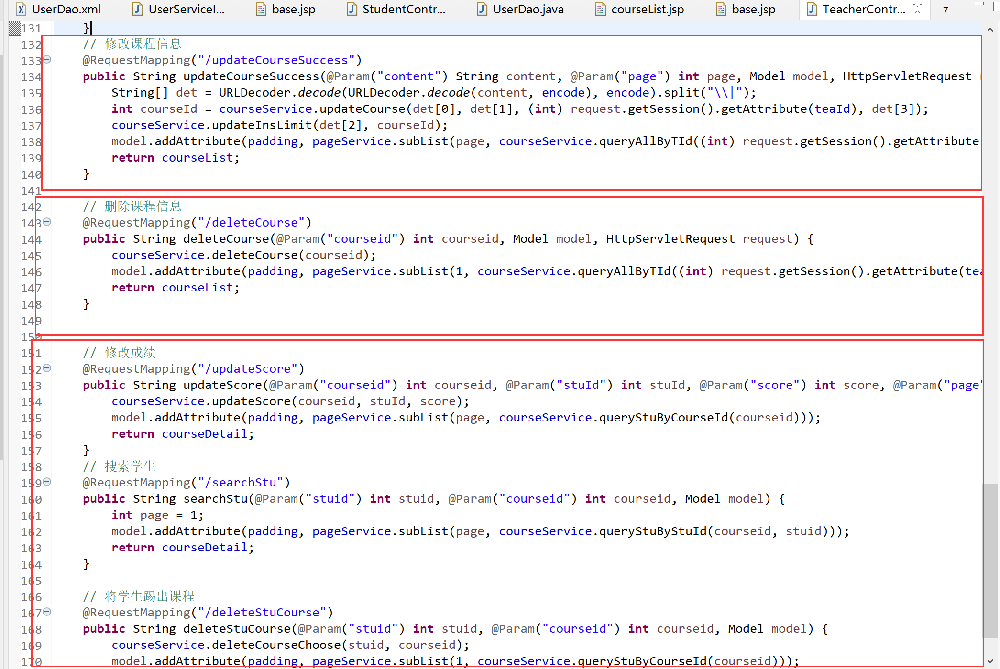 UserDao.xml UserServiceI... base.jsp StudentContr... UserDao.java courseList.jsp base.jsp TeacherContr... »7
131 }
132 // 修改课程信息
133 @RequestMapping("/updateCourseSuccess")
134 public String updateCourseSuccess(@Param("content") String content, @Param("page") int page, Model model, HttpServletRequest
135 String[] det = URLDecoder.decode(URLDecoder.decode(content, encode), encode).split("\\|");
136 int courseId = courseService.updateCourse(det[0], det[1], (int) request.getSession().getAttribute(teaId), det[3]);
137 courseService.updateInsLimit(det[2], courseId);
138 model.addAttribute(padding, pageService.subList(page, courseService.queryAllByTId((int) request.getSession().getAttribute
139 return courseList;
140 }
141
142 // 删除课程信息
143 @RequestMapping("/deleteCourse")
144 public String deleteCourse(@Param("courseid") int courseid, Model model, HttpServletRequest request) {
145 courseService.deleteCourse(courseid);
146 model.addAttribute(padding, pageService.subList(1, courseService.queryAllByTId((int) request.getSession().getAttribute(tea
147 return courseList;
148 }
149
150
151 // 修改成绩
152 @RequestMapping("/updateScore")
153 public String updateScore(@Param("courseid") int courseid, @Param("stuId") int stuId, @Param("score") int score, @Param("page"
154 courseService.updateScore(courseid, stuId, score);
155 model.addAttribute(padding, pageService.subList(page, courseService.queryStuByCourseId(courseid)));
156 return courseDetail;
157 }
158 // 搜索学生
159 @RequestMapping("/searchStu")
160 public String searchStu(@Param("stuid") int stuid, @Param("courseid") int courseid, Model model) {
161 int page = 1;
162 model.addAttribute(padding, pageService.subList(page, courseService.queryStuByStuId(courseid, stuid)));
163 return courseDetail;
164 }
165
166 // 将学生踢出课程
167 @RequestMapping("/deleteStuCourse")
168 public String deleteStuCourse(@Param("stuid") int stuid, @Param("courseid") int courseid, Model model) {
169 courseService.deleteCourseChoose(stuid, courseid);
170 model.addAttribute(padding, pageService.subList(1, courseService.queryStuByCourseId(courseid)));